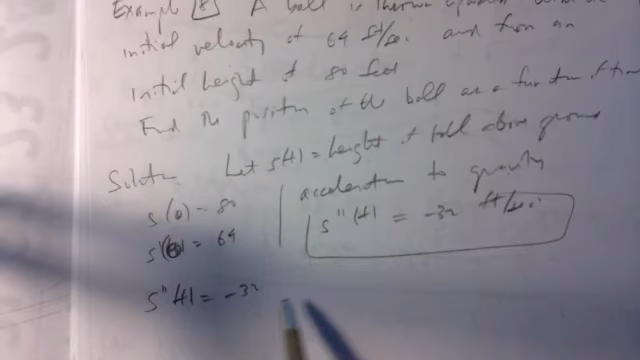 Example 8 A ball is thrown upward
initial velocity of 64 ft/sec. and from an
initial height of 80 feet
Find the position of the ball as a function of time
Solution Let s(t) = height of ball above ground
acceleration to gravity
s(0) = 80
s'(0) = 64
s''(t) = -32 ft/sec.
s''(t) = -32